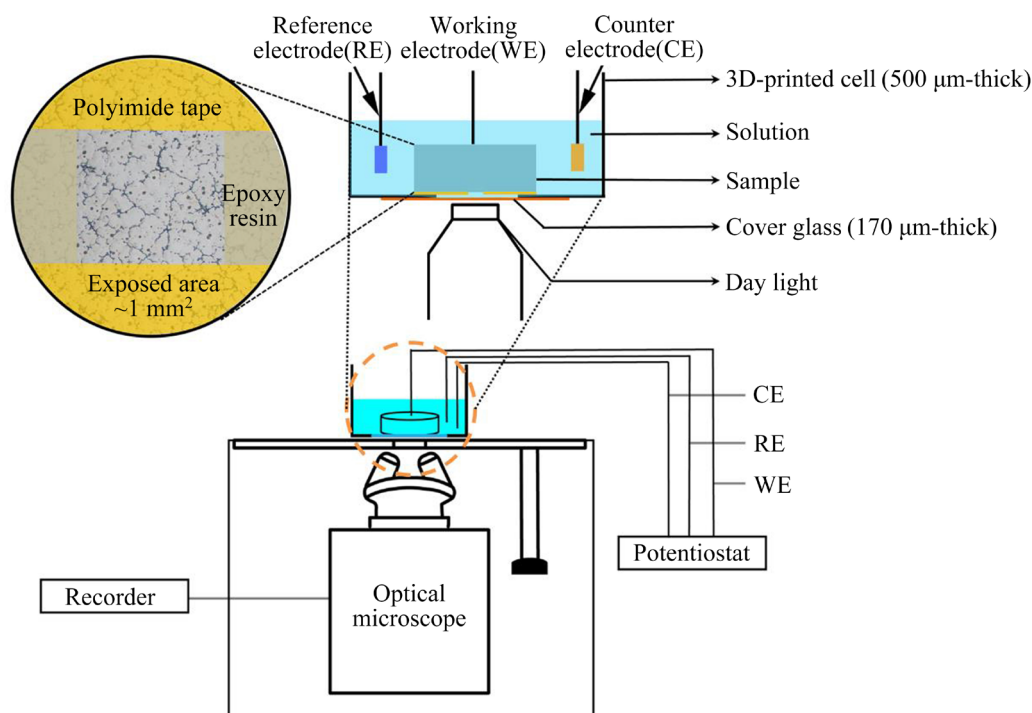 Reference
electrode(RE)
Working
electrode(WE)
Counter
electrode(CE)
3D-printed cell (500 μm-thick)
Solution
Sample
Cover glass (170 μm-thick)
Day light
Polyimide tape
Epoxy
resin
Exposed area
~1 mm²
CE
RE
WE
Potentiostat
Recorder
Optical
microscope